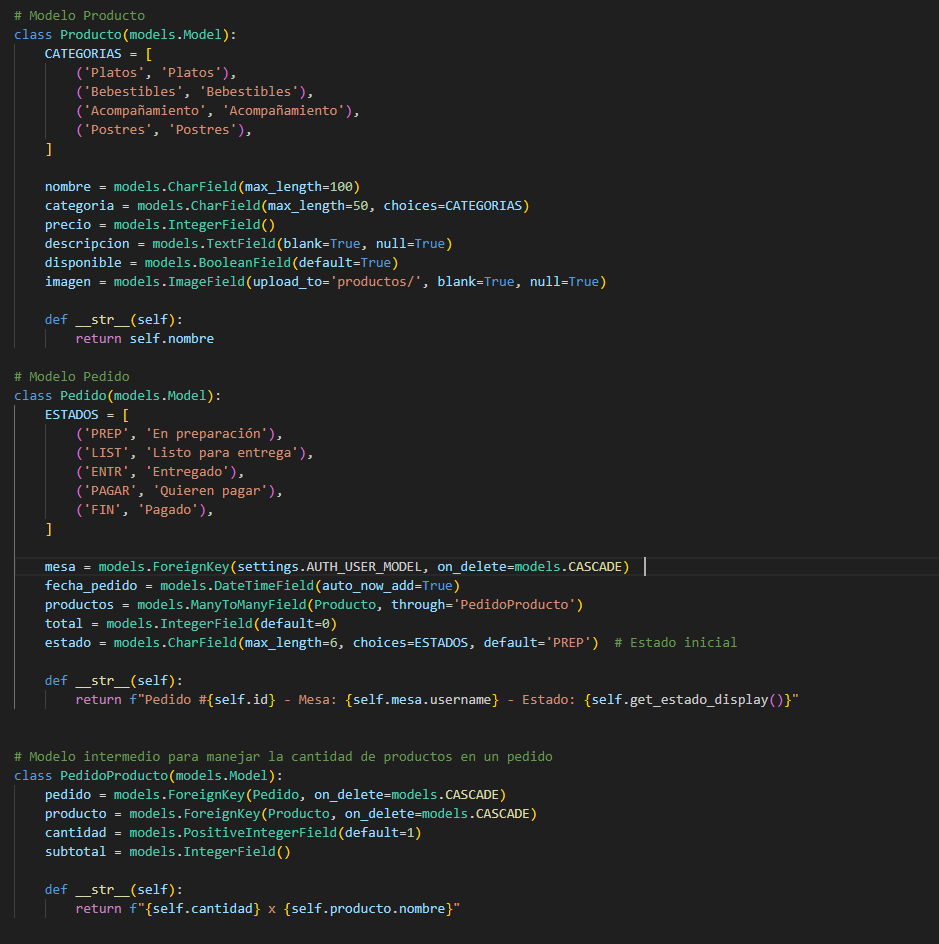 # Modelo Producto
class Producto(models.Model):
    CATEGORIAS = [
        ('Platos', 'Platos'),
        ('Bebestibles', 'Bebestibles'),
        ('Acompañamiento', 'Acompañamiento'),
        ('Postres', 'Postres'),
    ]

    nombre = models.CharField(max_length=100)
    categoria = models.CharField(max_length=50, choices=CATEGORIAS)
    precio = models.IntegerField()
    descripcion = models.TextField(blank=True, null=True)
    disponible = models.BooleanField(default=True)
    imagen = models.ImageField(upload_to='productos/', blank=True, null=True)

    def __str__(self):
        return self.nombre

# Modelo Pedido
class Pedido(models.Model):
    ESTADOS = [
        ('PREP', 'En preparación'),
        ('LIST', 'Listo para entrega'),
        ('ENTR', 'Entregado'),
        ('PAGAR', 'Quieren pagar'),
        ('FIN', 'Pagado'),
    ]

    mesa = models.ForeignKey(settings.AUTH_USER_MODEL, on_delete=models.CASCADE)
    fecha_pedido = models.DateTimeField(auto_now_add=True)
    productos = models.ManyToManyField(Producto, through='PedidoProducto')
    total = models.IntegerField(default=0)
    estado = models.CharField(max_length=6, choices=ESTADOS, default='PREP')  # Estado inicial

    def __str__(self):
        return f"Pedido #{self.id} - Mesa: {self.mesa.username} - Estado: {self.get_estado_display()}"


# Modelo intermedio para manejar la cantidad de productos en un pedido
class PedidoProducto(models.Model):
    pedido = models.ForeignKey(Pedido, on_delete=models.CASCADE)
    producto = models.ForeignKey(Producto, on_delete=models.CASCADE)
    cantidad = models.PositiveIntegerField(default=1)
    subtotal = models.IntegerField()

    def __str__(self):
        return f"{self.cantidad} x {self.producto.nombre}"